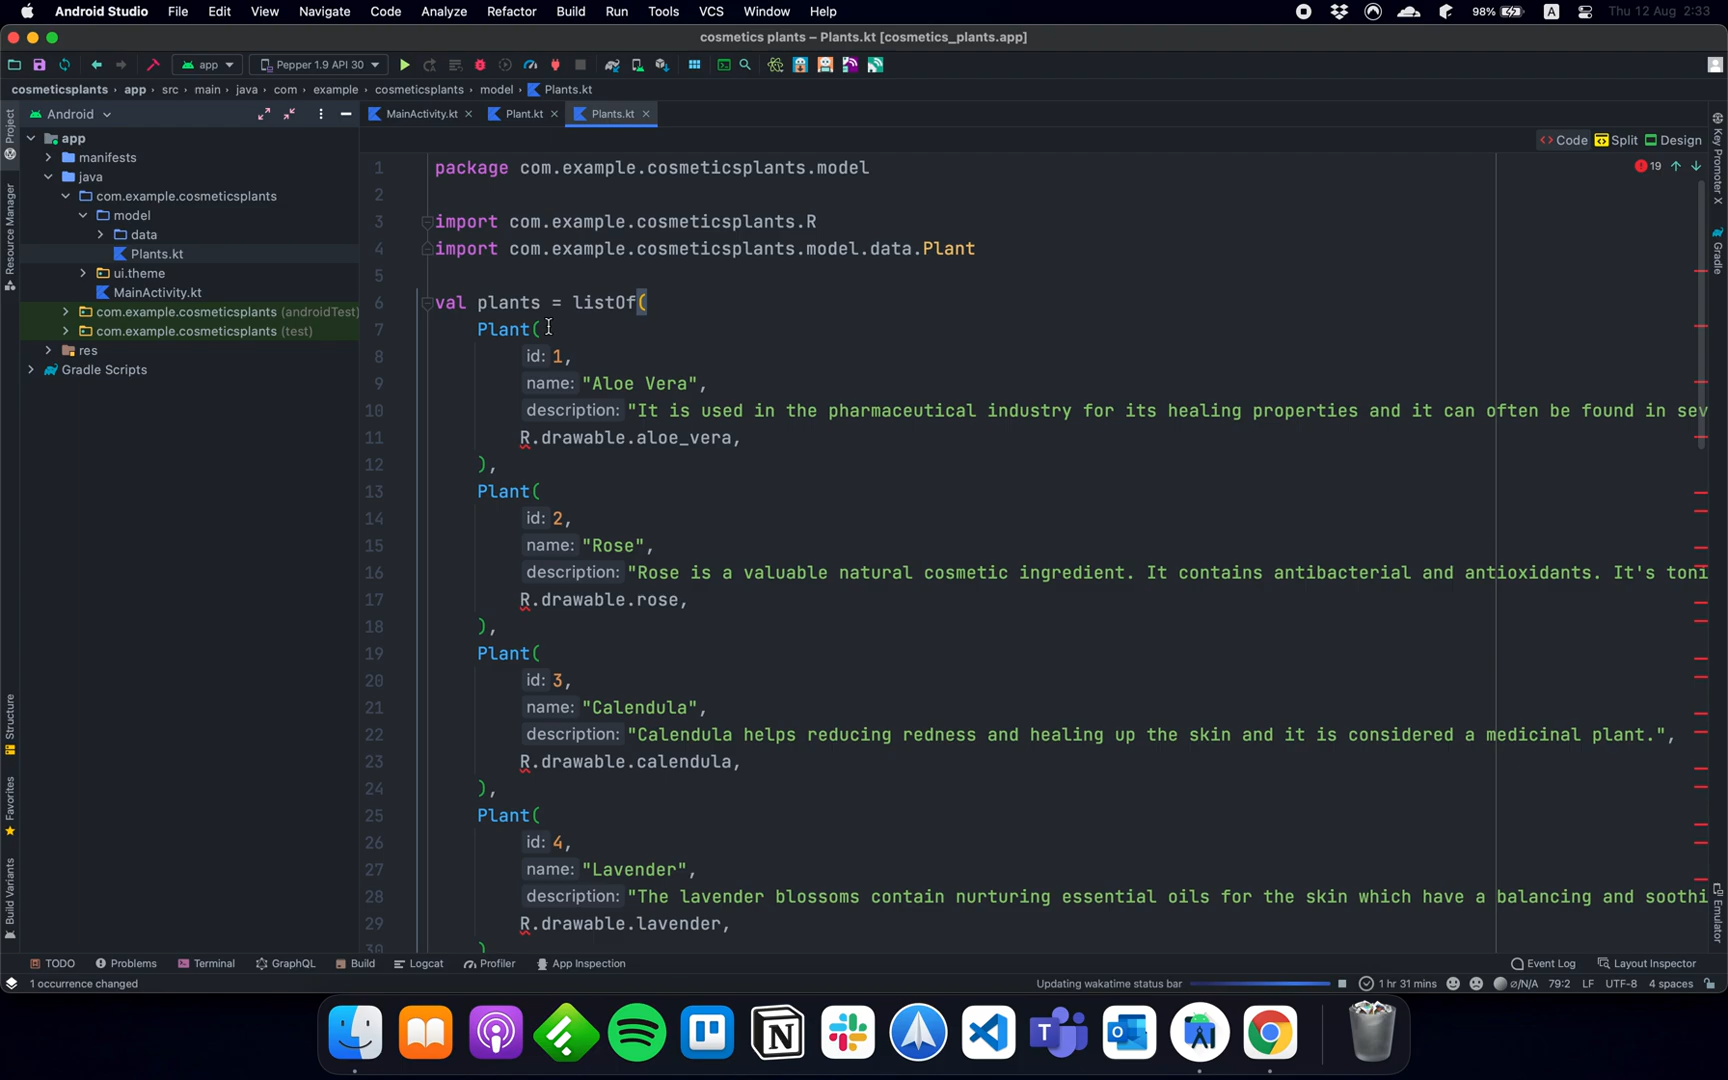 Android Studio File Edit View Navigate Code Analyze Refactor Build Run Tools VCS Window Help 98% A Thu 12 Aug 2:33
cosmetics plants – Plants.kt [cosmetics_plants.app]
app Pepper 1.9 API 30
cosmeticsplants › app › src › main › java › com › example › cosmeticsplants › model › Plants.kt
Android
MainActivity.kt
Plant.kt
Plants.kt
Code Split Design
19
Project
Resource Manager
Structure
Favorites
Build Variants
app
manifests
java
com.example.cosmeticsplants
model
data
Plants.kt
ui.theme
MainActivity.kt
com.example.cosmeticsplants (androidTest)
com.example.cosmeticsplants (test)
res
Gradle Scripts
1 package com.example.cosmeticsplants.model
2
3 import com.example.cosmeticsplants.R
4 import com.example.cosmeticsplants.model.data.Plant
5
6 val plants = listOf(
7 Plant(
8 id: 1,
9 name: "Aloe Vera",
10 description: "It is used in the pharmaceutical industry for its healing properties and it can often be found in sev
11 R.drawable.aloe_vera,
12 ),
13 Plant(
14 id: 2,
15 name: "Rose",
16 description: "Rose is a valuable natural cosmetic ingredient. It contains antibacterial and antioxidants. It's toni
17 R.drawable.rose,
18 ),
19 Plant(
20 id: 3,
21 name: "Calendula",
22 description: "Calendula helps reducing redness and healing up the skin and it is considered a medicinal plant.",
23 R.drawable.calendula,
24 ),
25 Plant(
26 id: 4,
27 name: "Lavender",
28 description: "The lavender blossoms contain nurturing essential oils for the skin which have a balancing and soothi
29 R.drawable.lavender,
30 )
Key Promoter X
Gradle
Emulator
TODO Problems Terminal GraphQL Build Logcat Profiler App Inspection Event Log Layout Inspector
1 occurrence changed Updating wakatime status bar 1 hr 31 mins ⌀/N/A 79:2 LF UTF-8 4 spaces